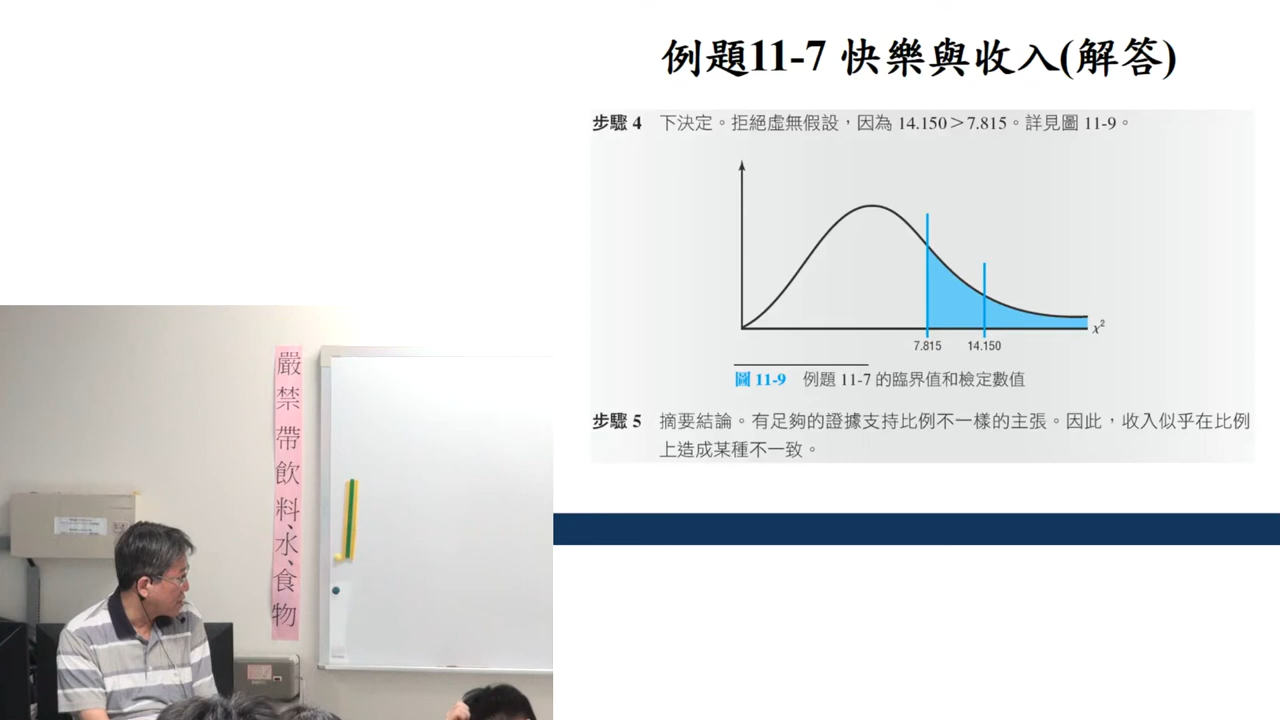 例題11-7 快樂與收入(解答)
步驟 4 下決定。拒絕虛無假設，因為 14.150＞7.815。詳見圖 11-9。
χ²
7.815 14.150
圖 11-9 例題 11-7 的臨界值和檢定數值
步驟 5 摘要結論。有足夠的證據支持比例不一樣的主張。因此，收入似乎在比例
上造成某種不一致。
嚴禁帶飲料、水、食物